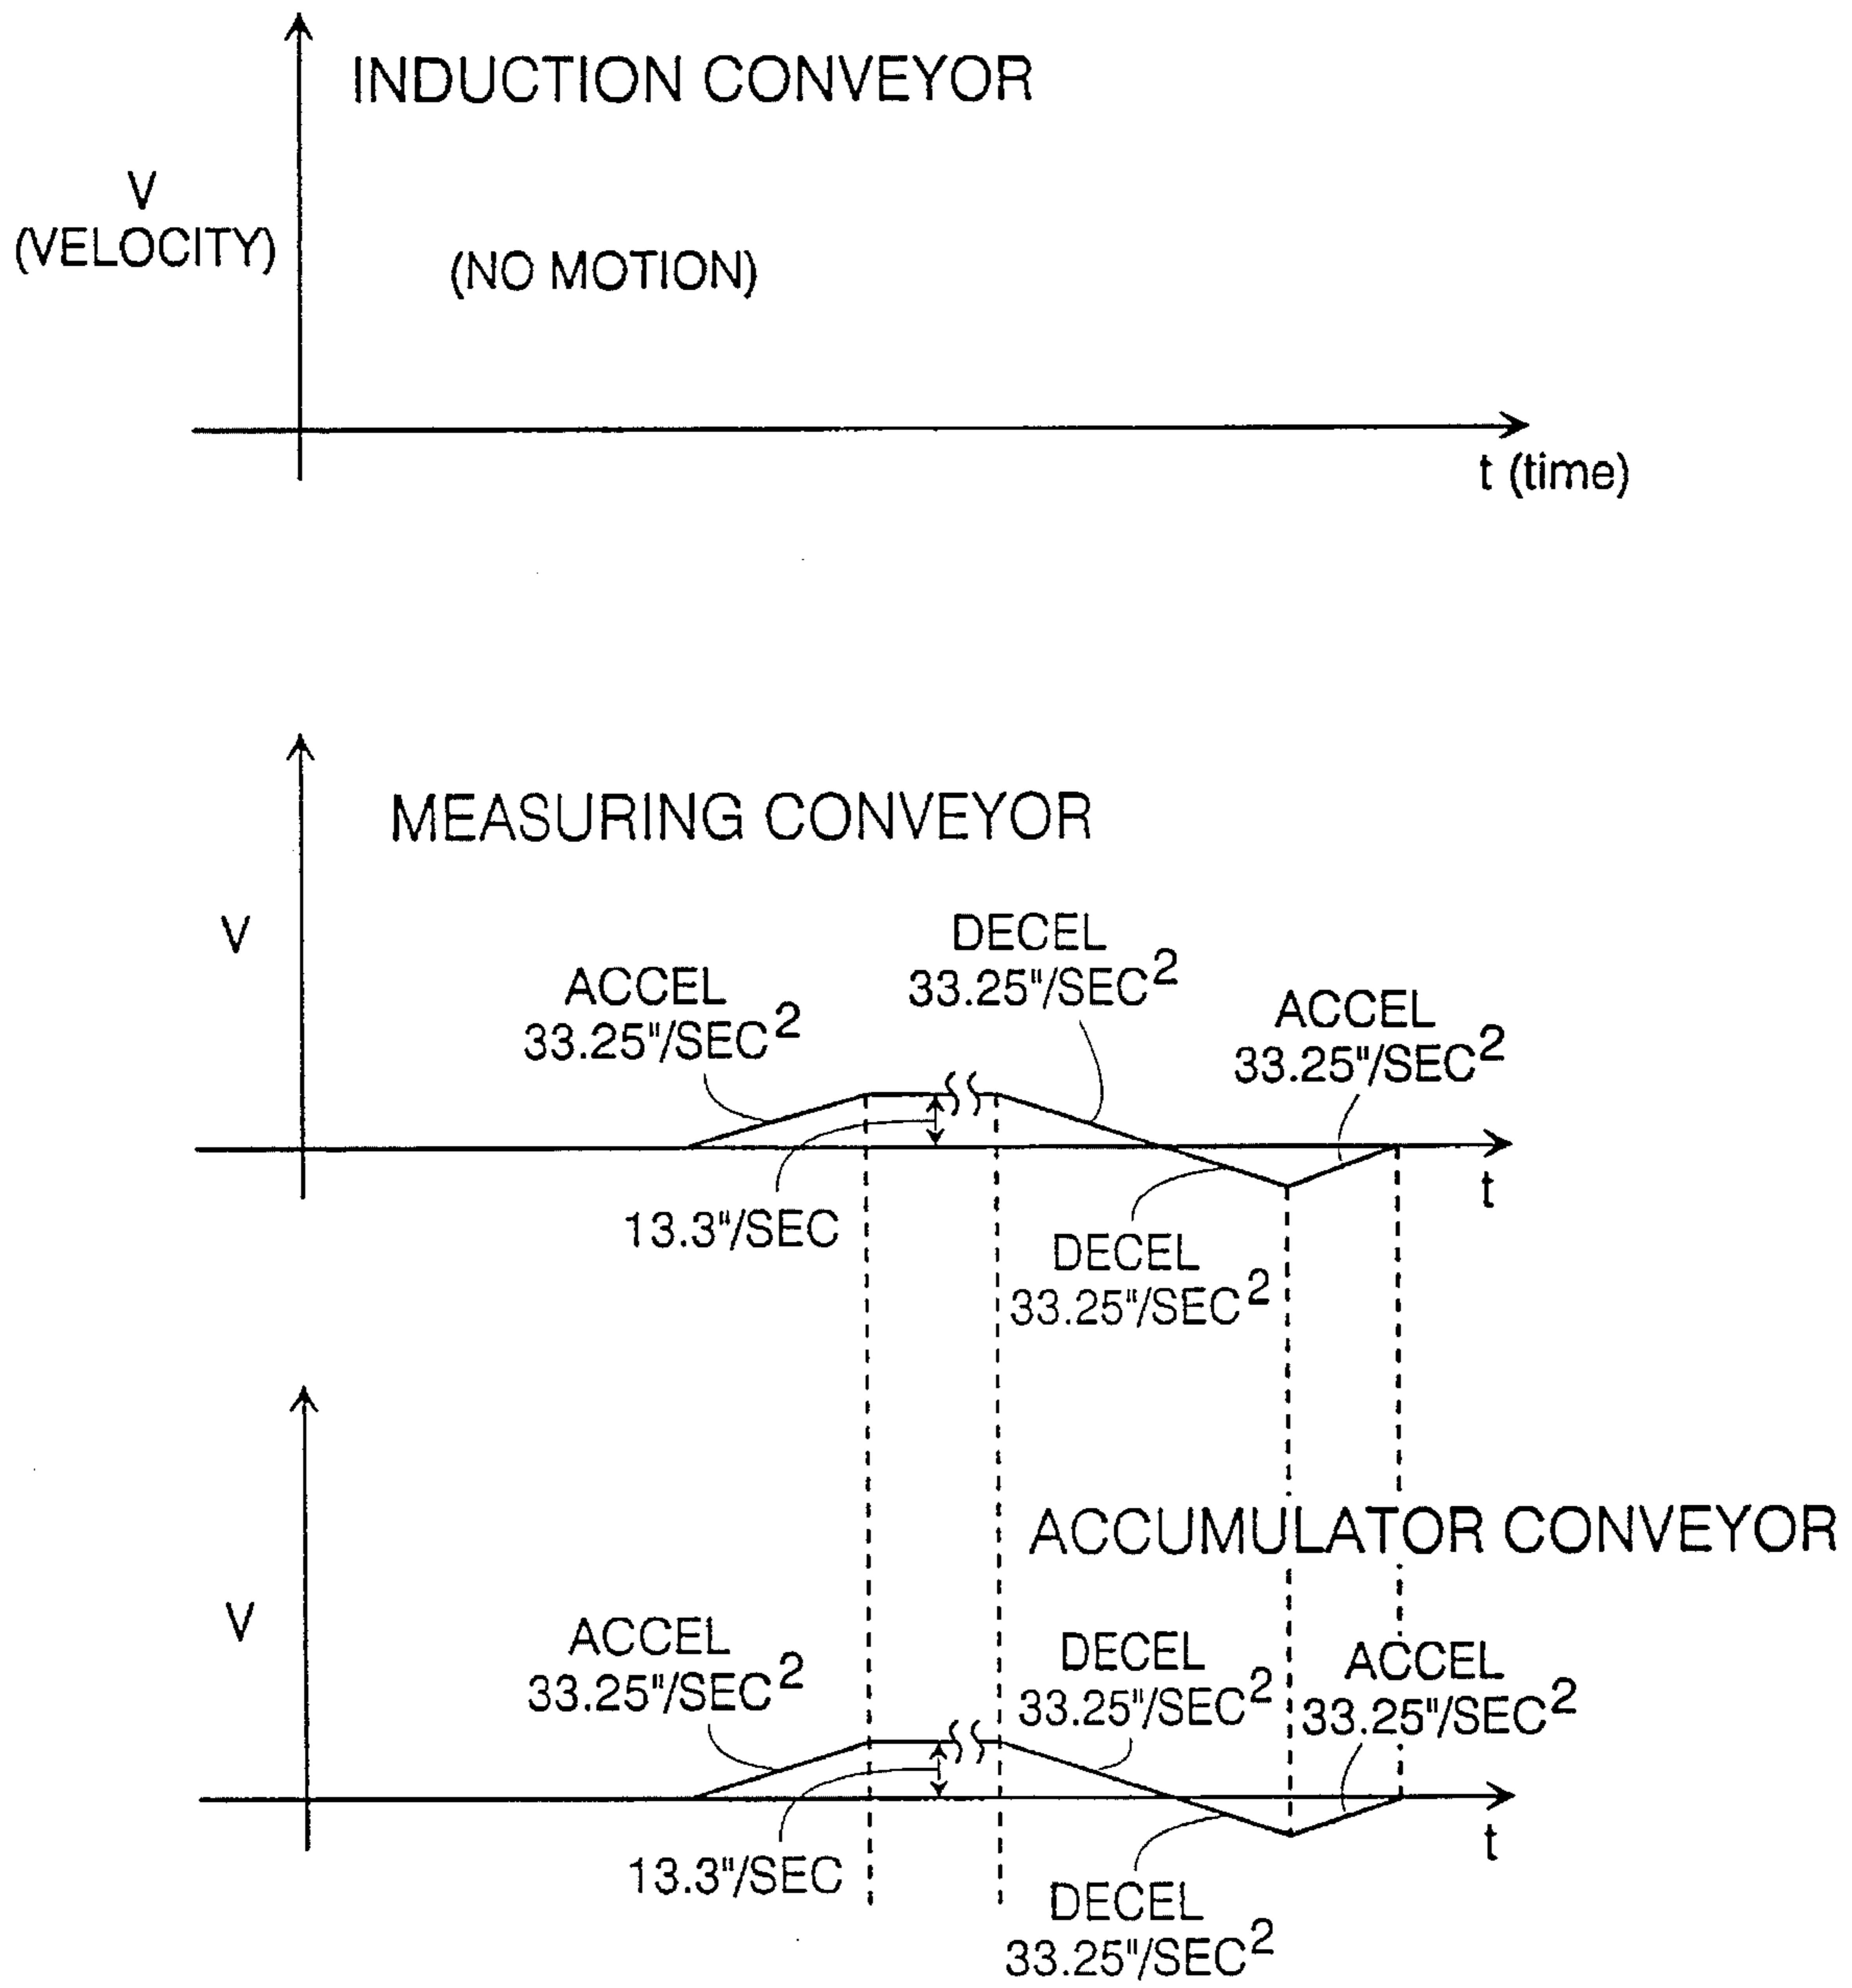 INDUCTION CONVEYOR
V
(VELOCITY)
(NO MOTION)
t (time)
MEASURING CONVEYOR
V
DECEL
33.25"/SEC2
ACCEL
33.25"/SEC2
ACCEL
33.25"/SEC2
t
13.3"/SEC
DECEL
33.25"/SEC2
ACCUMULATOR CONVEYOR
V
ACCEL
33.25"/SEC2
DECEL
33.25"/SEC2
ACCEL
33.25"/SEC2
t
13.3"/SEC
DECEL
33.25"/SEC2